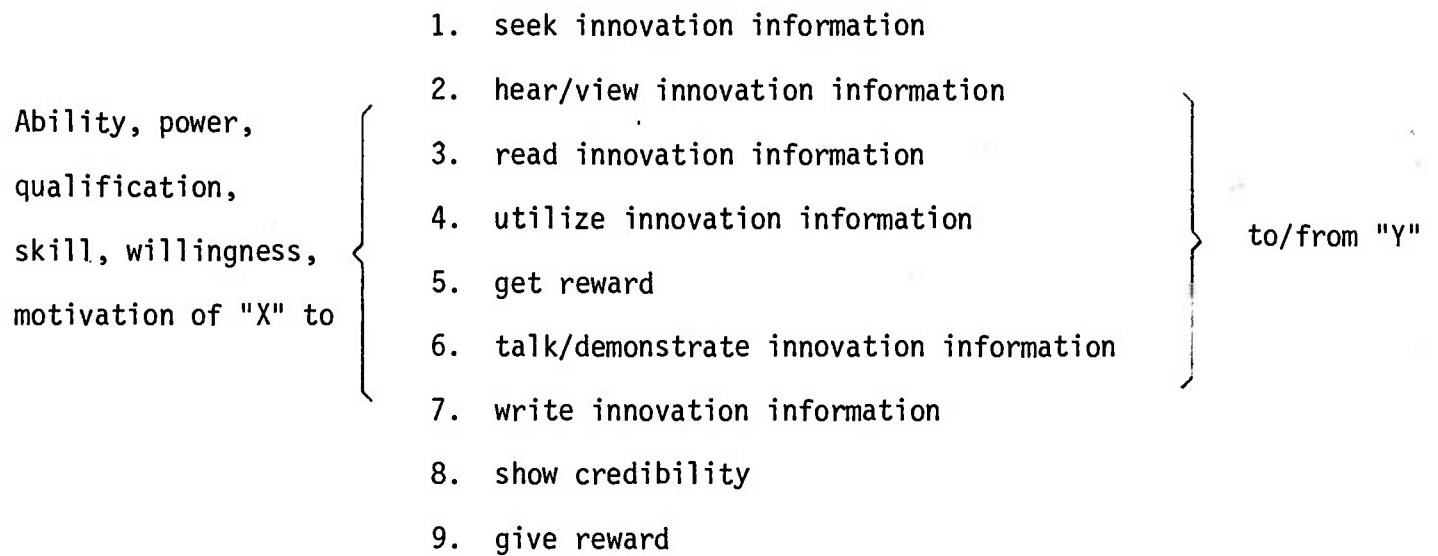 Ability, power,
qualification,
skill, willingness,
motivation of "X" to
1. seek innovation information
2. hear/view innovation information
3. read innovation information
4. utilize innovation information
5. get reward
6. talk/demonstrate innovation information
7. write innovation information
8. show credibility
9. give reward
to/from "Y"